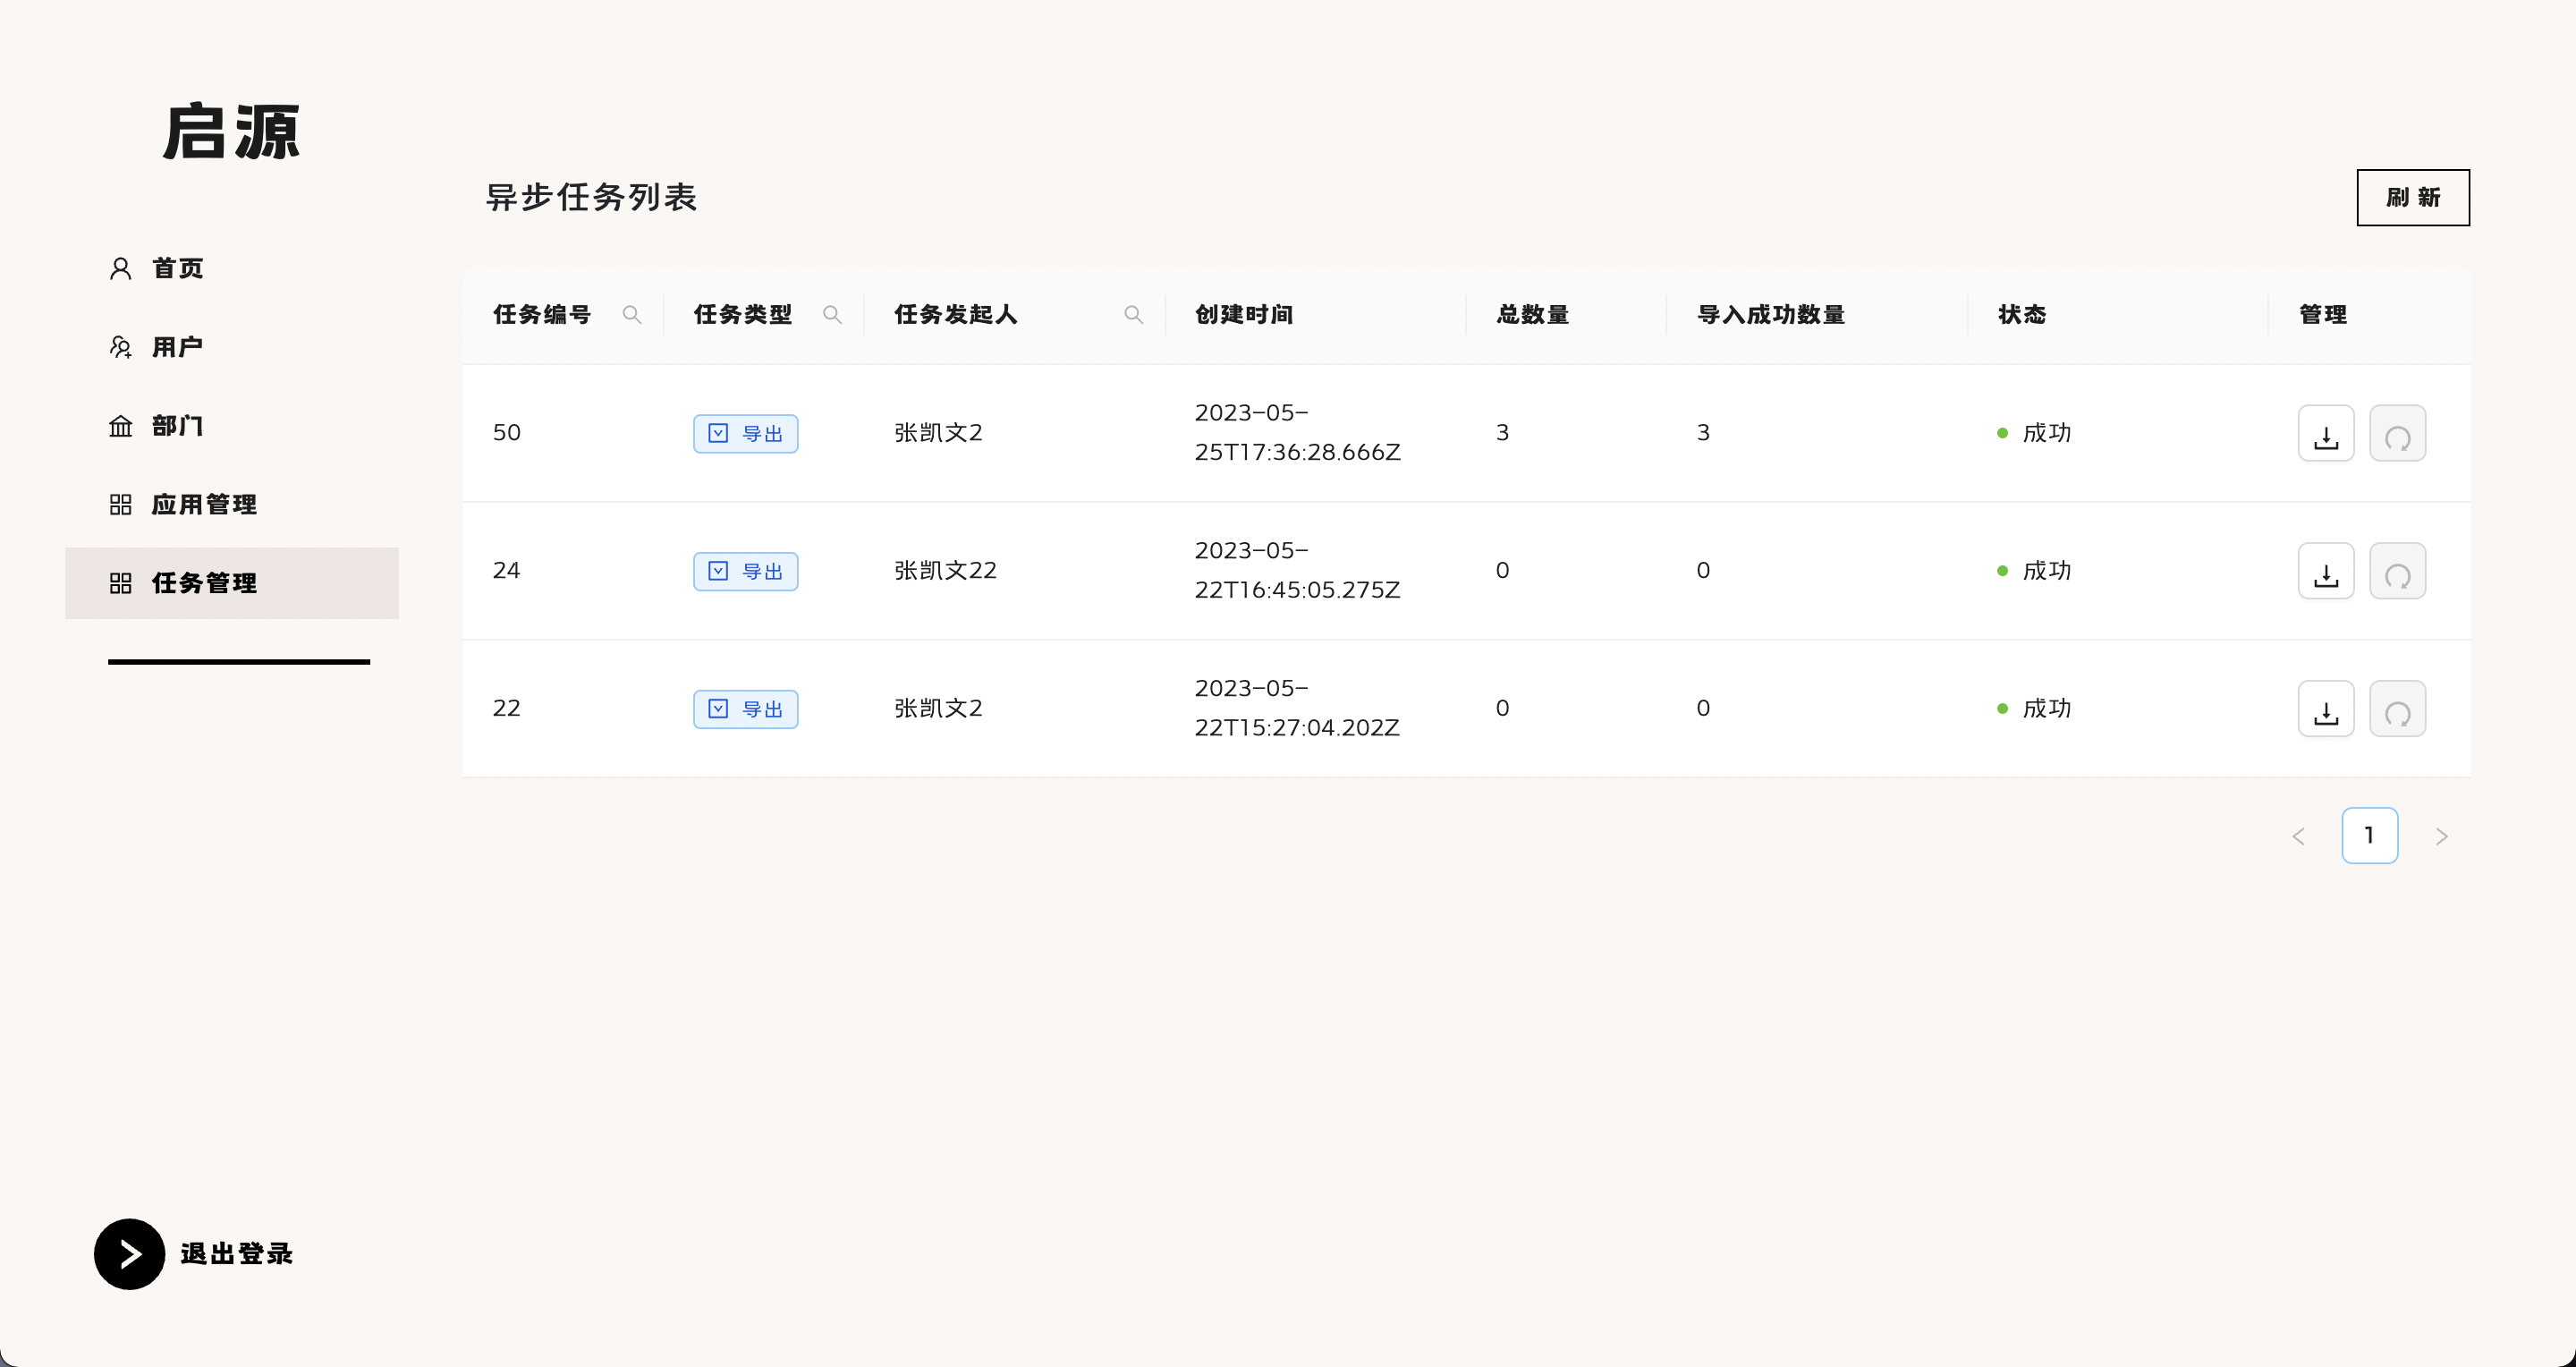 启源
首页
用户
部门
应用管理
任务管理
退出登录
异步任务列表
刷新
任务编号 任务类型 任务发起人 创建时间 总数量 导入成功数量 状态 管理
50 导出 张凯文2 2023-05-
25T17:36:28.666Z 3 3 成功
24 导出 张凯文22 2023-05-
22T16:45:05.275Z 0 0 成功
22 导出 张凯文2 2023-05-
22T15:27:04.202Z 0 0 成功
1